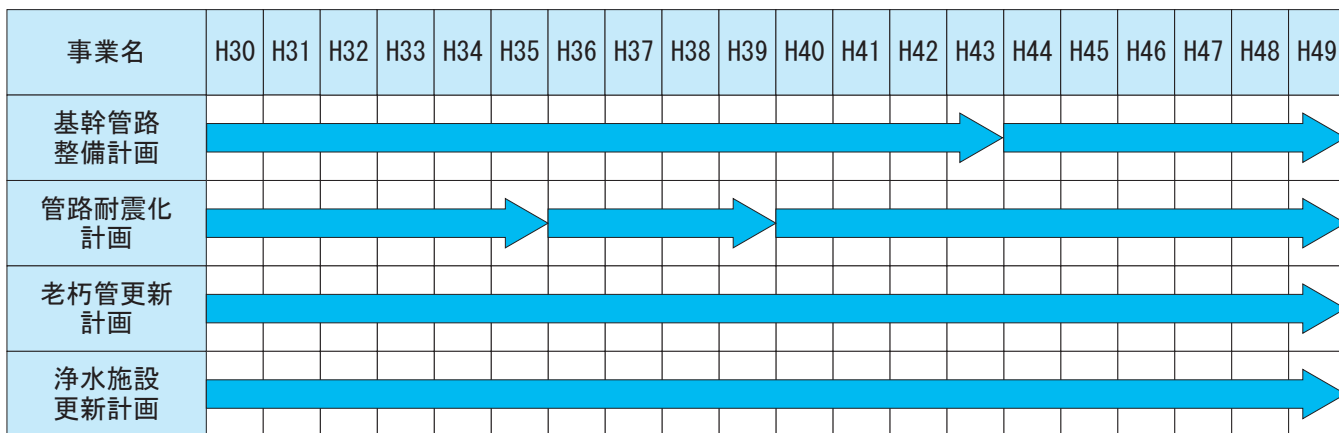 事業名 H30 H31 H32 H33 H34 H35 H36 H37 H38 H39 H40 H41 H42 H43 H44 H45 H46 H47 H48 H49
基幹管路
整備計画
管路耐震化
計画
老朽管更新
計画
浄水施設
更新計画